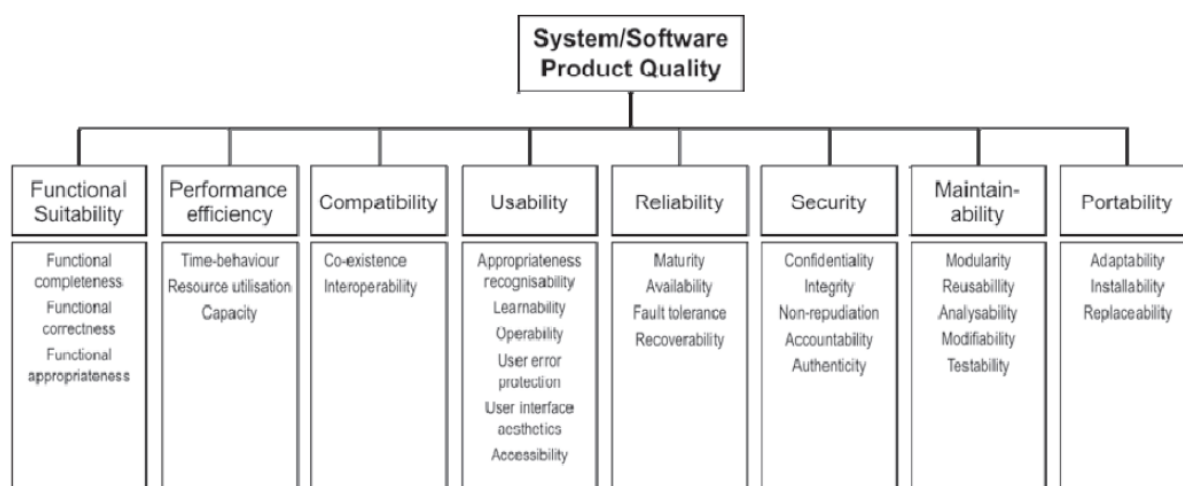 System/Software
Product Quality
Functional
Suitability
Performance
efficiency
Compatibility
Usability
Reliability
Security
Maintain-
ability
Portability
Functional
completeness
Functional
correctness
Functional
appropriateness
Time-behaviour
Resource utilisation
Capacity
Co-existence
Interoperability
Appropriateness
recognisability
Learnability
Operability
User error
protection
User interface
aesthetics
Accessibility
Maturity
Availability
Fault tolerance
Recoverability
Confidentiality
Integrity
Non-repudiation
Accountability
Authenticity
Modularity
Reusability
Analysability
Modifiability
Testability
Adaptability
Installability
Replaceability